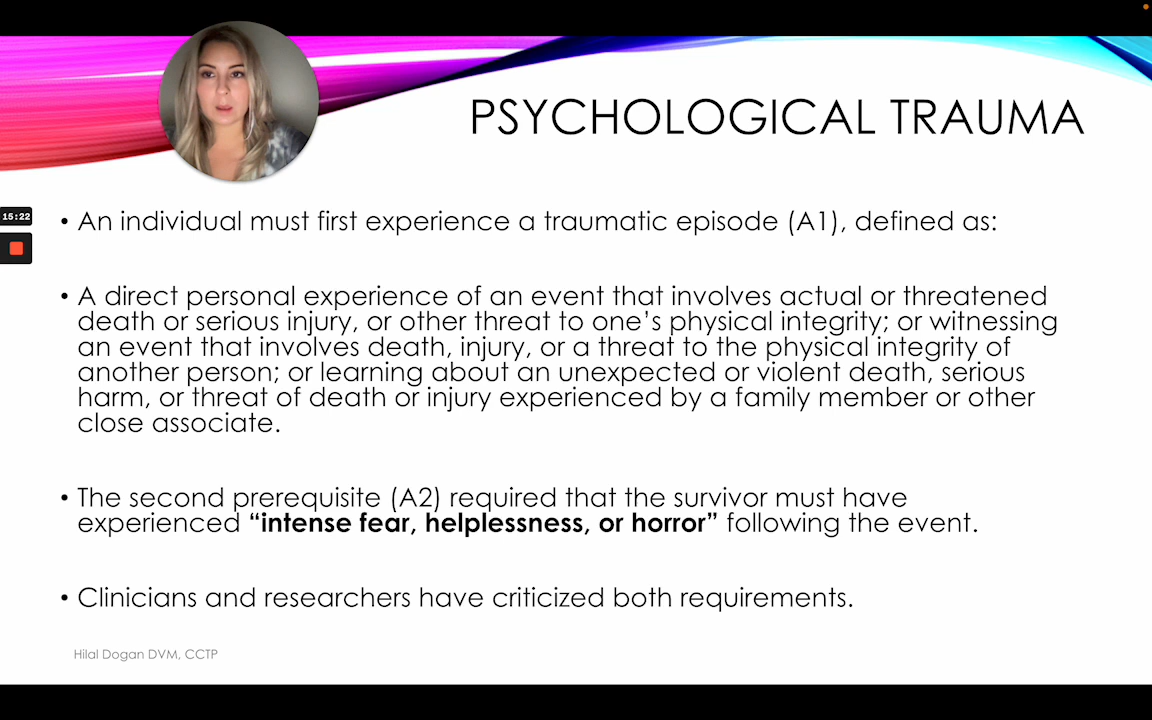 PSYCHOLOGICAL TRAUMA
15:22
• An individual must first experience a traumatic episode (A1), defined as:
• A direct personal experience of an event that involves actual or threatened
death or serious injury, or other threat to one’s physical integrity; or witnessing
an event that involves death, injury, or a threat to the physical integrity of
another person; or learning about an unexpected or violent death, serious
harm, or threat of death or injury experienced by a family member or other
close associate.
• The second prerequisite (A2) required that the survivor must have
experienced “intense fear, helplessness, or horror” following the event.
• Clinicians and researchers have criticized both requirements.
Hilal Dogan DVM, CCTP